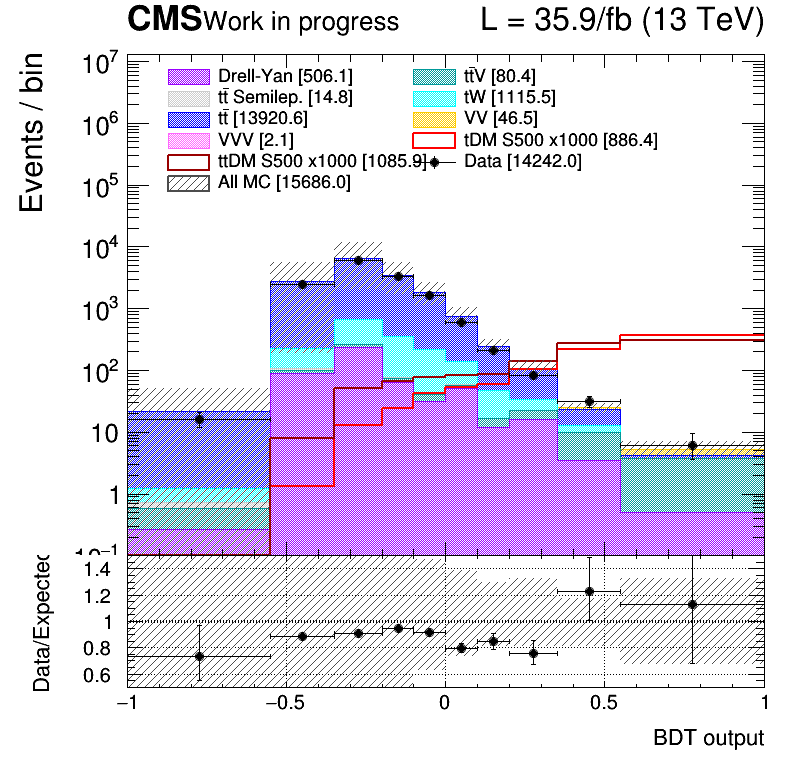 CMS Work in progress L = 35.9/fb (13 TeV)
Events / bin
10⁷
10⁶
10⁵
10⁴
10³
10²
10
1
10⁻¹
Drell-Yan [506.1] tt̄V [80.4]
tt̄ Semilep. [14.8] tW [1115.5]
tt̄ [13920.6] VV [46.5]
VVV [2.1] tDM S500 x1000 [886.4]
ttDM S500 x1000 [1085.9] Data [14242.0]
All MC [15686.0]
Data/Expected
1.4
1.2
1
0.8
0.6
−1 −0.5 0 0.5 1
BDT output